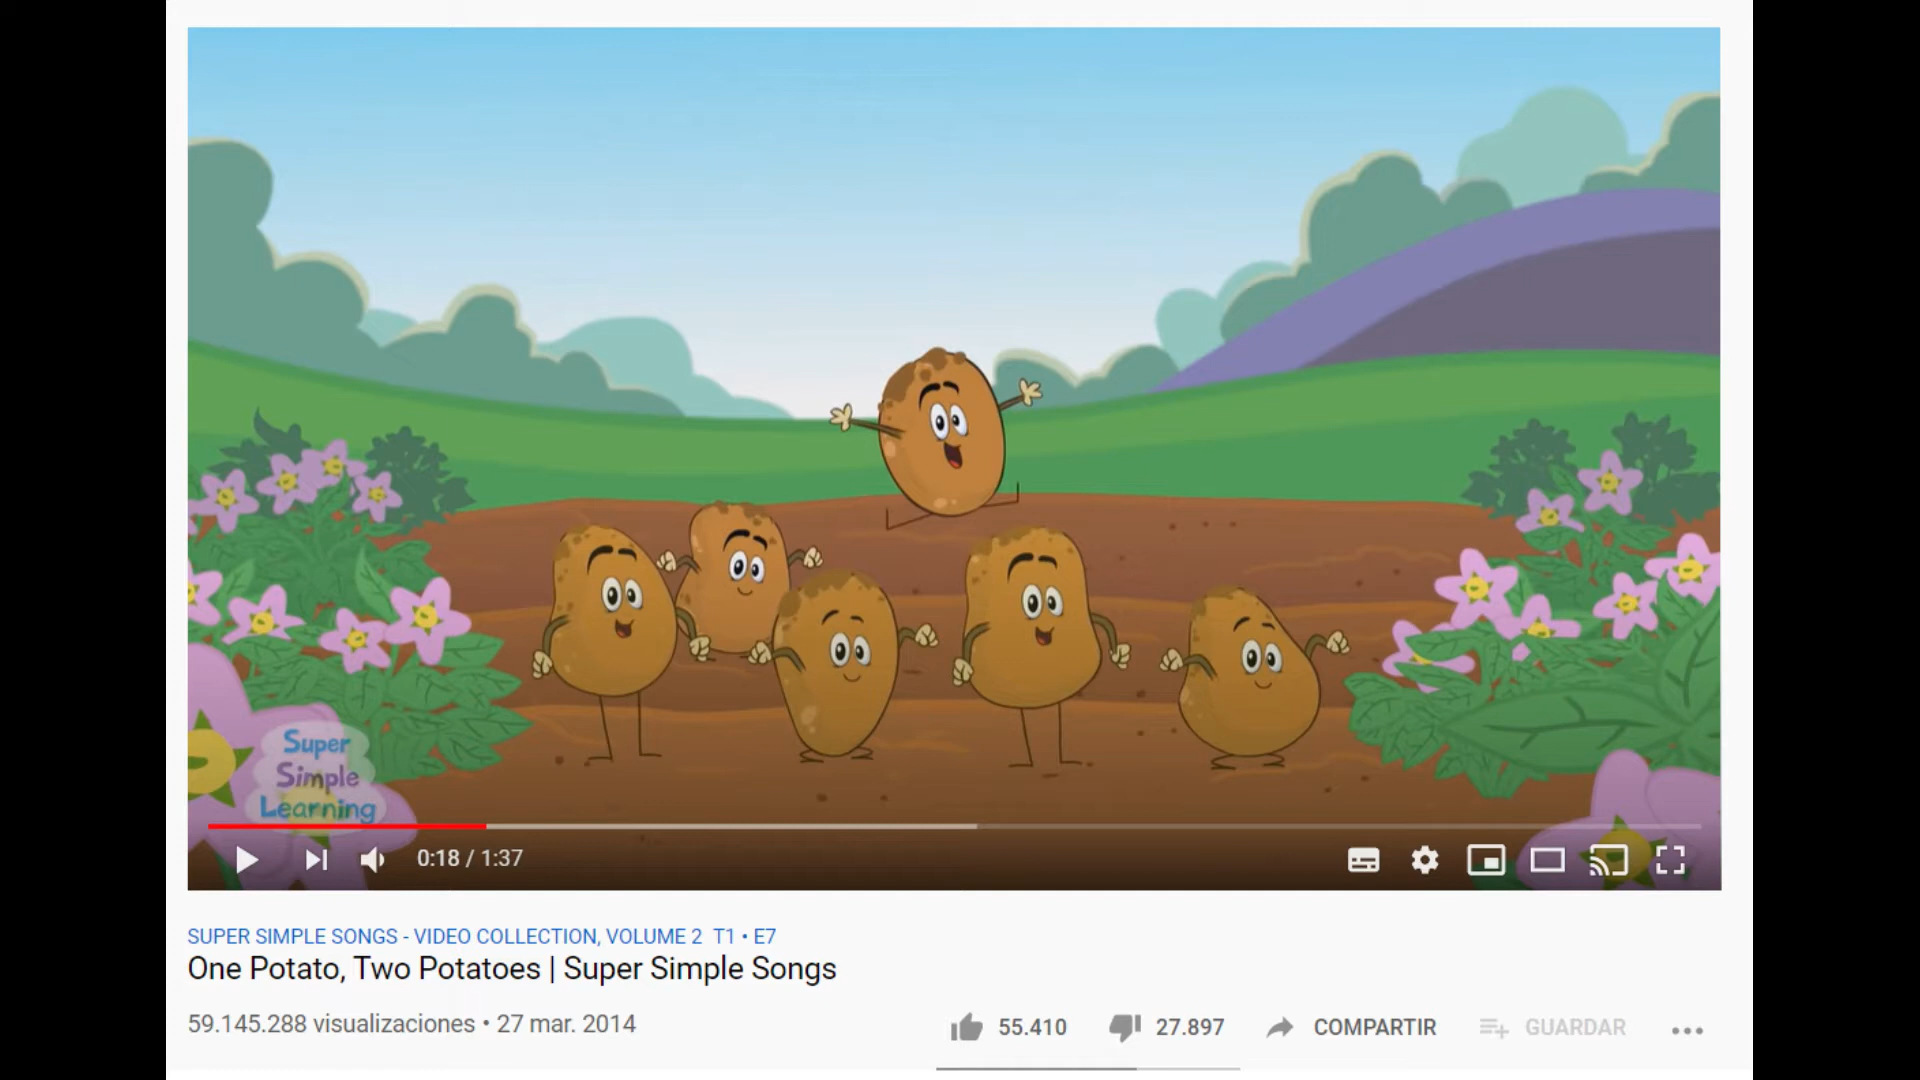 Super
Simple
Learning
0:18 / 1:37
SUPER SIMPLE SONGS - VIDEO COLLECTION, VOLUME 2 T1 • E7
One Potato, Two Potatoes | Super Simple Songs
59.145.288 visualizaciones • 27 mar. 2014
55.410 27.897 COMPARTIR GUARDAR